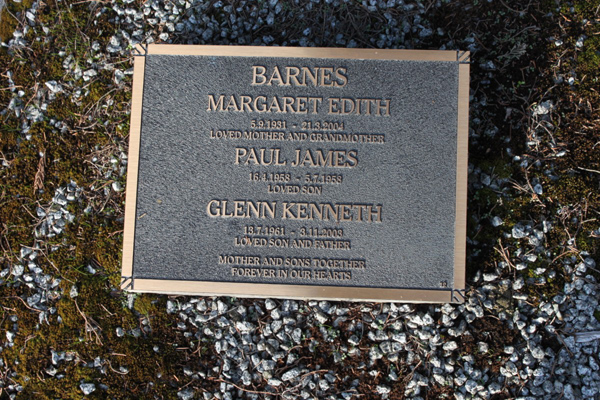 BARNES
MARGARET EDITH
5.9.1931 - 21.3.2004
LOVED MOTHER AND GRANDMOTHER
PAUL JAMES
16.4.1958 - 5.7.1958
LOVED SON
GLENN KENNETH
13.7.1961 - 3.11.2003
LOVED SON AND FATHER
MOTHER AND SONS TOGETHER
FOREVER IN OUR HEARTS